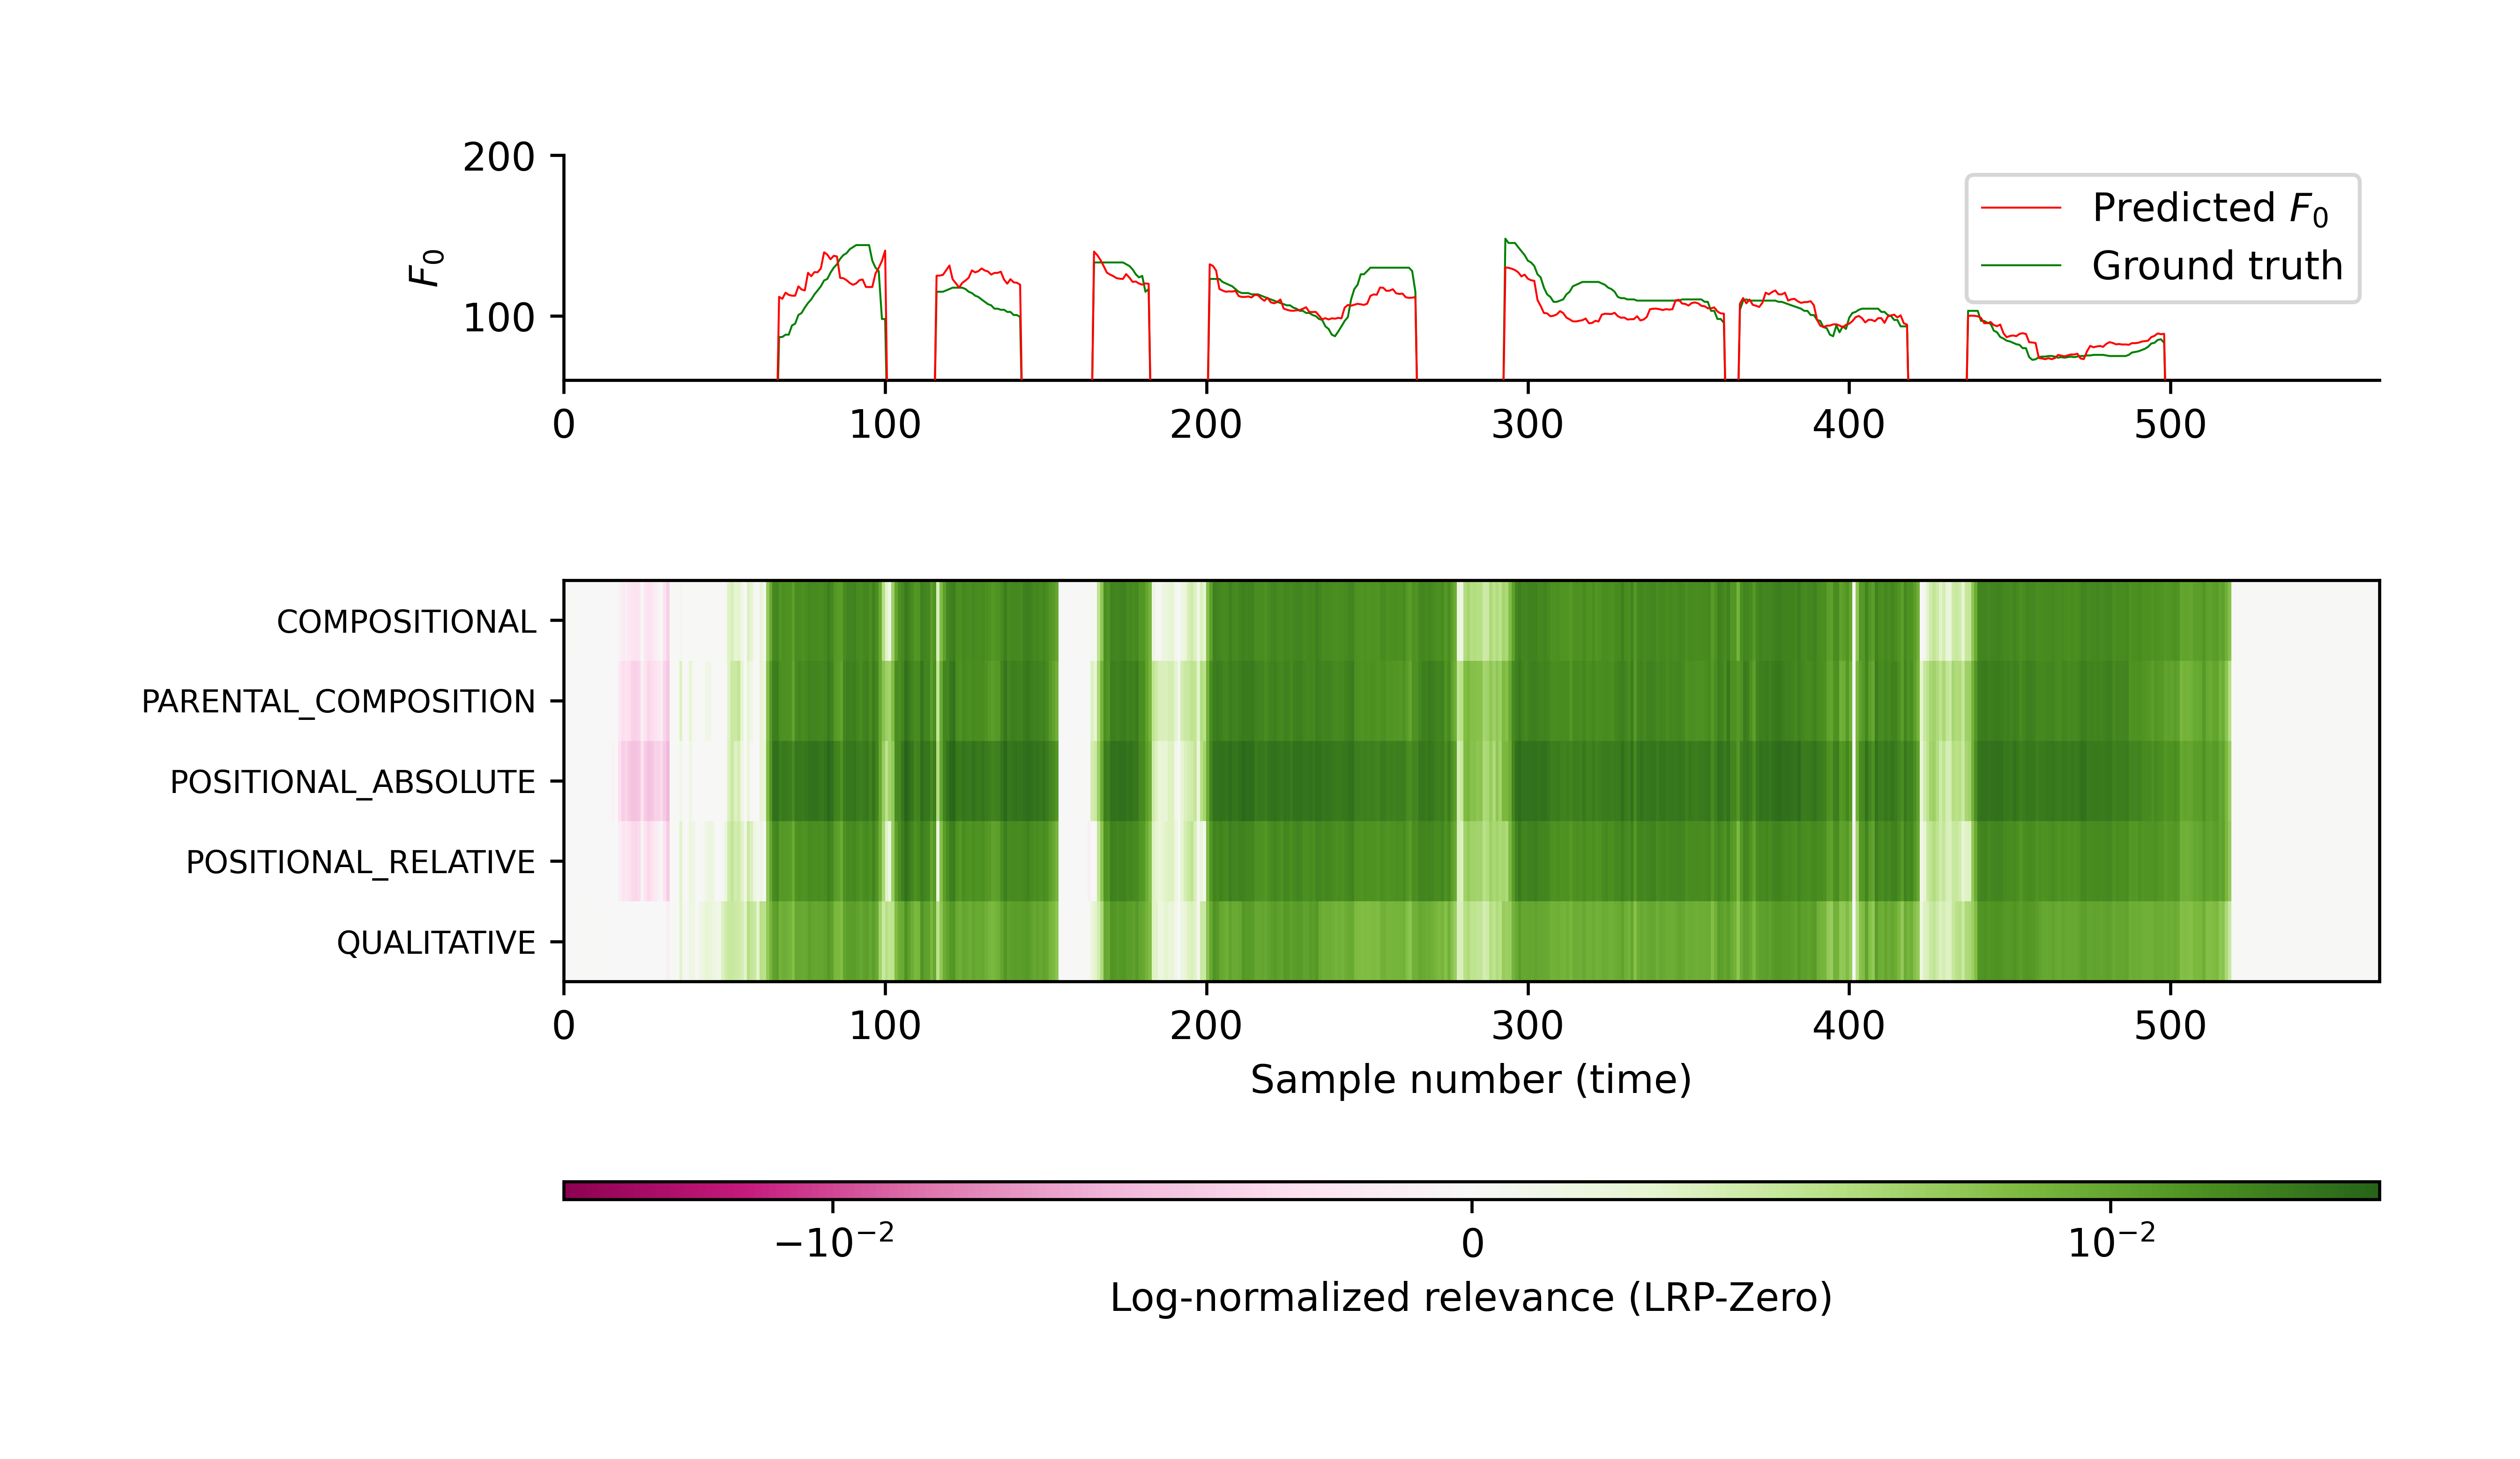 200
100
F₀
Predicted F₀
Ground truth
0 100 200 300 400 500
COMPOSITIONAL
PARENTAL_COMPOSITION
POSITIONAL_ABSOLUTE
POSITIONAL_RELATIVE
QUALITATIVE
0 100 200 300 400 500
Sample number (time)
−10⁻² 0 10⁻²
Log-normalized relevance (LRP-Zero)